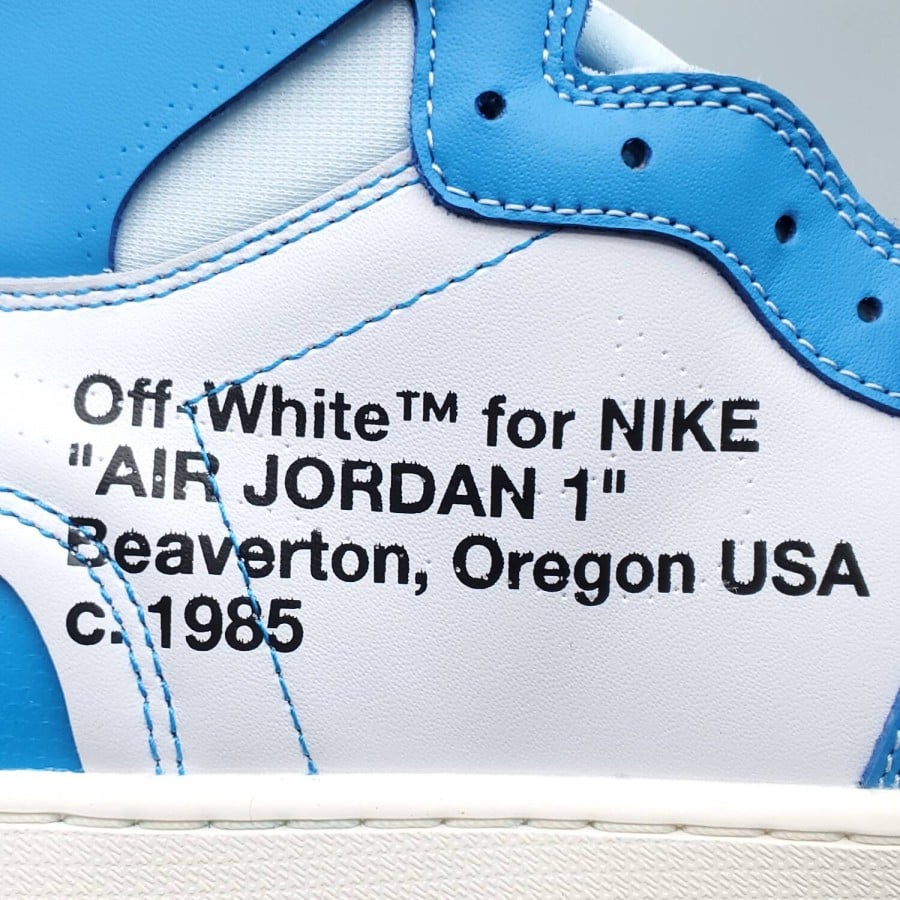 Off-White™ for NIKE
"AIR JORDAN 1"
Beaverton, Oregon USA
c. 1985